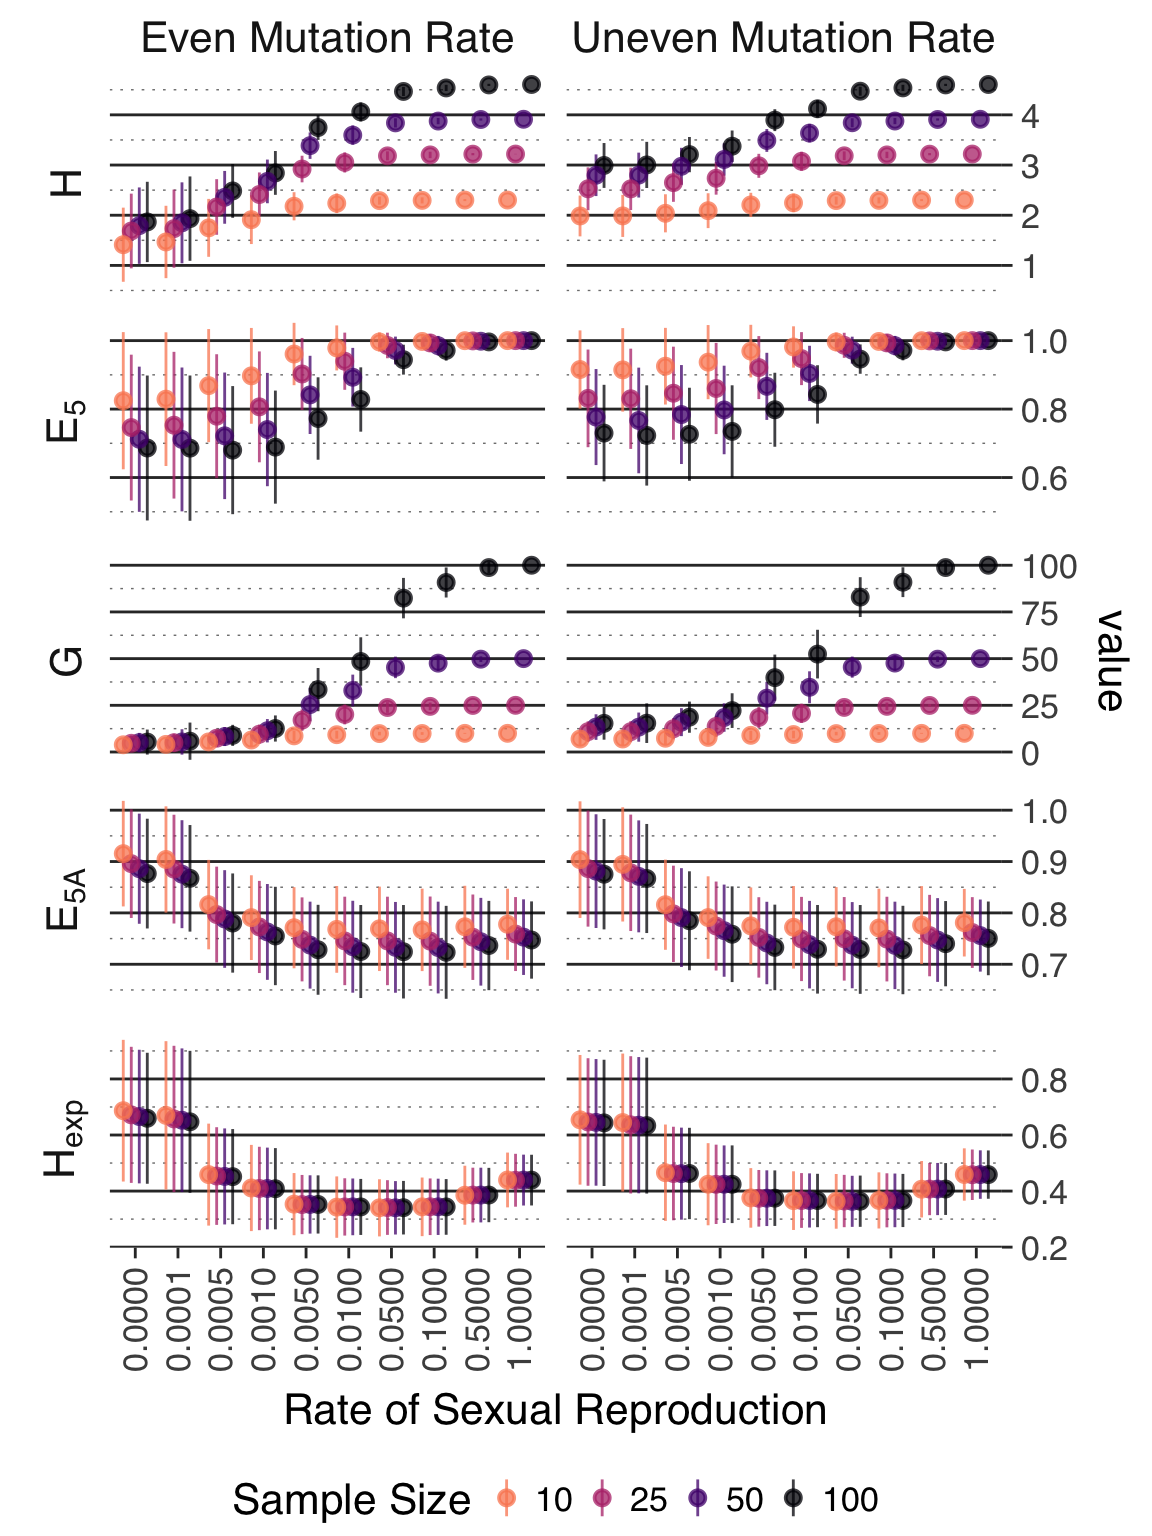 Even Mutation Rate Uneven Mutation Rate
H
4
3
2
1
E5
1.0
0.8
0.6
G
100
75
50
25
0
value
E5A
1.0
0.9
0.8
0.7
Hexp
0.8
0.6
0.4
0.2
0.0000 0.0001 0.0005 0.0010 0.0050 0.0100 0.0500 0.1000 0.5000 1.0000 0.0000 0.0001 0.0005 0.0010 0.0050 0.0100 0.0500 0.1000 0.5000 1.0000
Rate of Sexual Reproduction
Sample Size 10 25 50 100